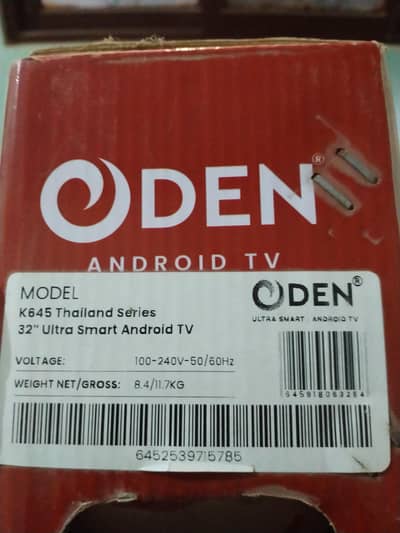 ODEN®
ANDROID TV
MODEL
K645 Thailand Series
32" Ultra Smart Android TV
ODEN®
ULTRA SMART ANDROID TV
VOLTAGE: 100-240V-50/60Hz
WEIGHT NET/GROSS: 8.4/11.7KG
645918063264
6452539715785